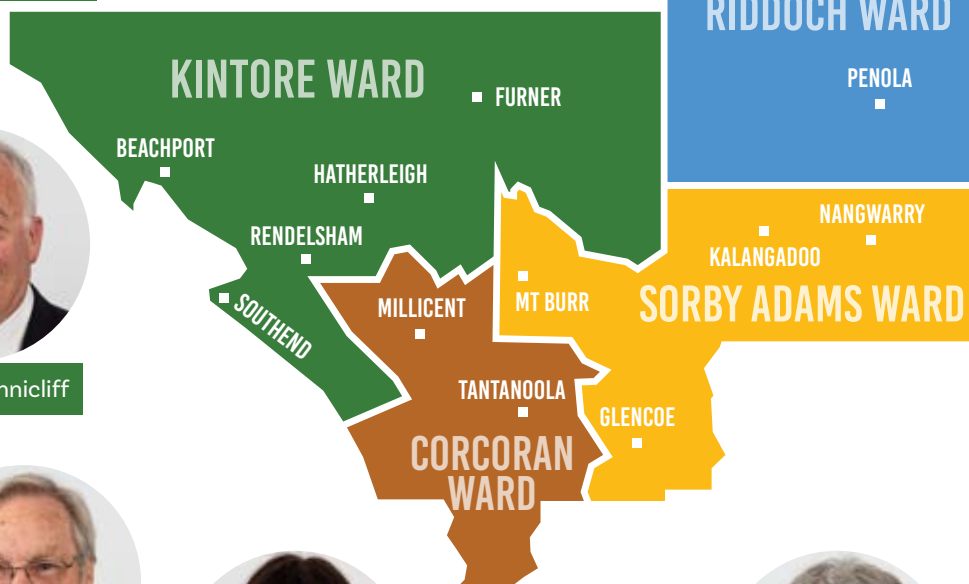 RIDDOCH WARD
KINTORE WARD
PENOLA
FURNER
BEACHPORT
HATHERLEIGH
NANGWARRY
RENDELSHAM
KALANGADOO
SOUTHEND
MILLICENT
MT BURR
SORBY ADAMS WARD
TANTANOOLA
GLENCOE
CORCORAN
WARD